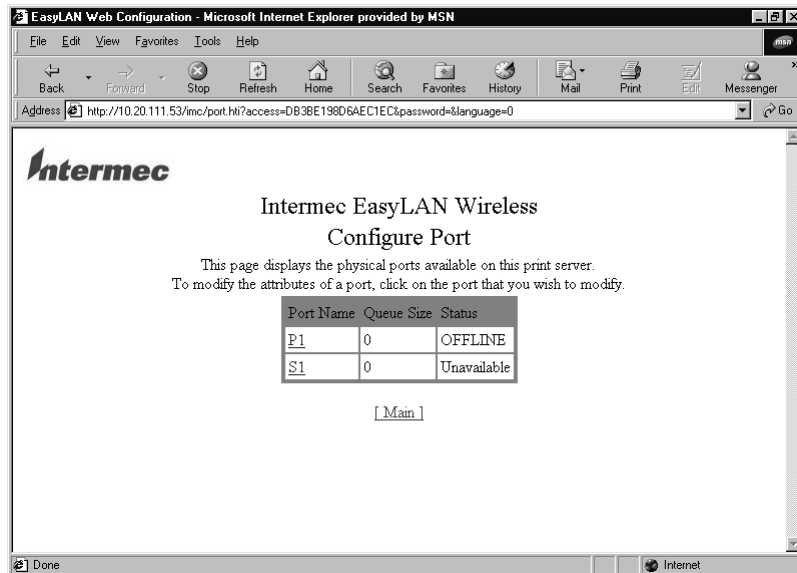 EasyLAN Web Configuration - Microsoft Internet Explorer provided by MSN
File Edit View Favorites Tools Help
msn
Back Forward Stop Refresh Home Search Favorites History Mail Print Edit Messenger »
Address http://10.20.111.53/imc/port.hti?access=DB3BE198D6AEC1EC&password=&language=0 Go
Intermec
Intermec EasyLAN Wireless
Configure Port
This page displays the physical ports available on this print server.
To modify the attributes of a port, click on the port that you wish to modify.
Port Name Queue Size Status
P1 0 OFFLINE
S1 0 Unavailable
[ Main ]
Done Internet